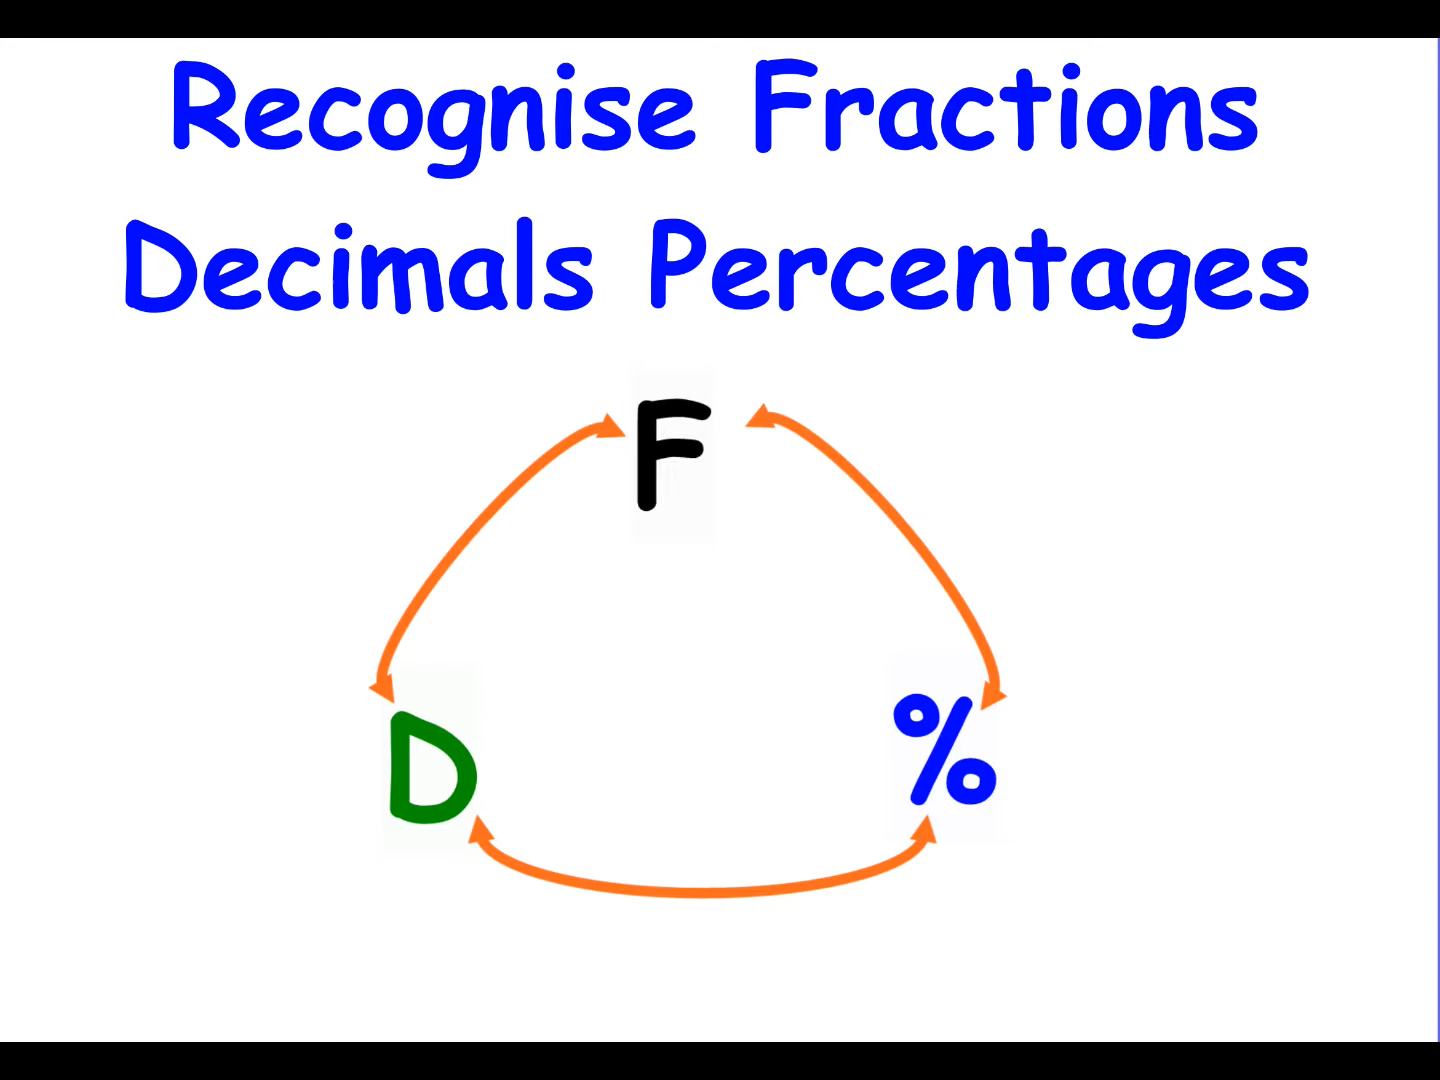 Recognise Fractions
Decimals Percentages
F
D
%